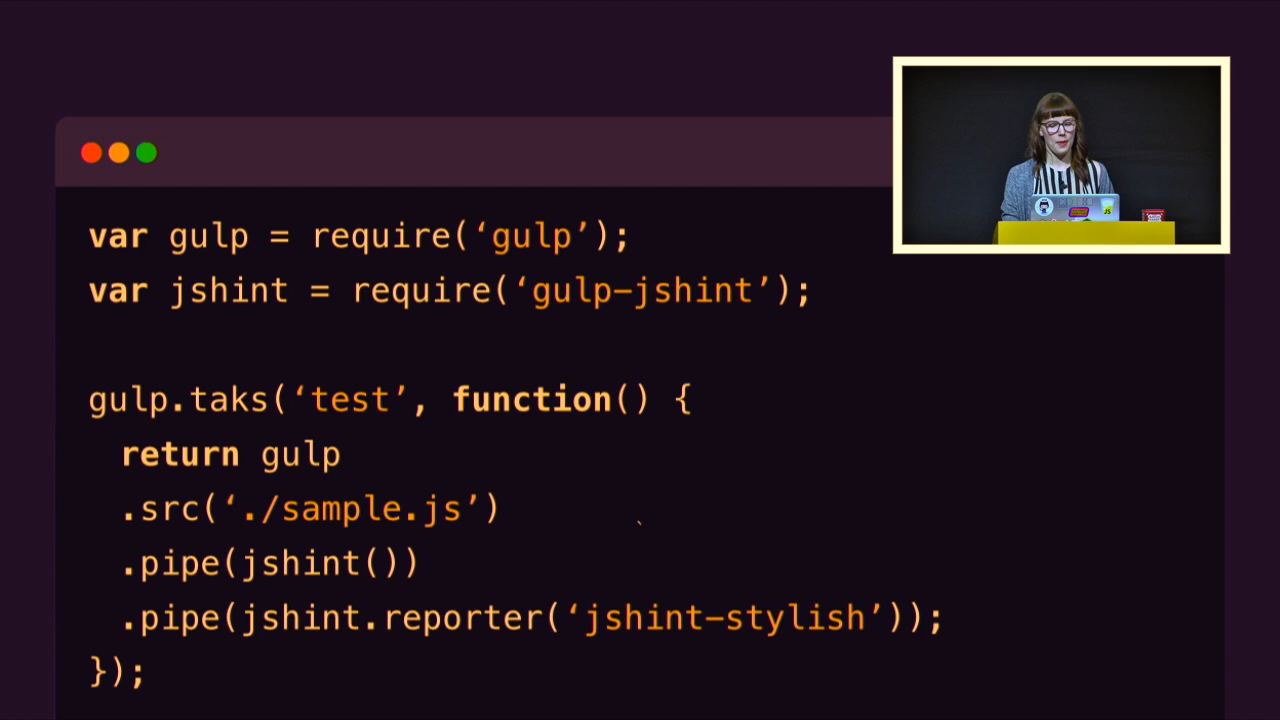 var gulp = require(‘gulp’);
var jshint = require(‘gulp–jshint’);
gulp.taks(‘test’, function() {
return gulp
.src(‘./sample.js’)
.pipe(jshint())
.pipe(jshint.reporter(‘jshint–stylish’));
});
JS